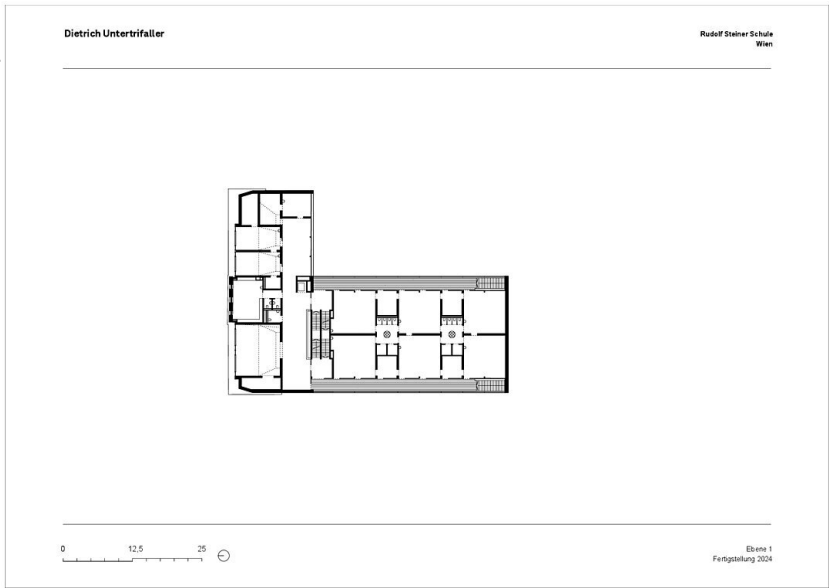 Dietrich Untertrifaller
Rudolf Steiner Schule
Wien
0 12,5 25
Ebene 1
Fertigstellung 2024